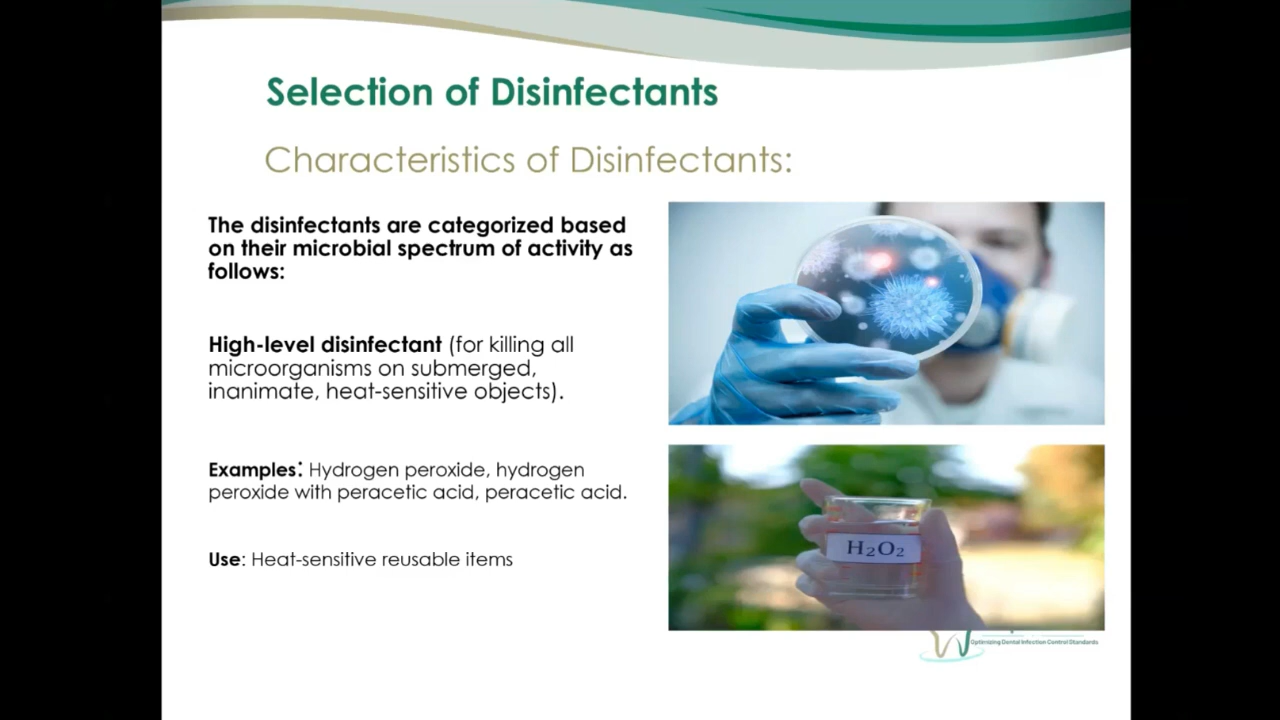 Selection of Disinfectants
Characteristics of Disinfectants:
The disinfectants are categorized based
on their microbial spectrum of activity as
follows:
High-level disinfectant (for killing all
microorganisms on submerged,
inanimate, heat-sensitive objects).
Examples: Hydrogen peroxide, hydrogen
peroxide with peracetic acid, peracetic acid.
Use: Heat-sensitive reusable items
H₂O₂
Optimizing Dental Infection Control Standards